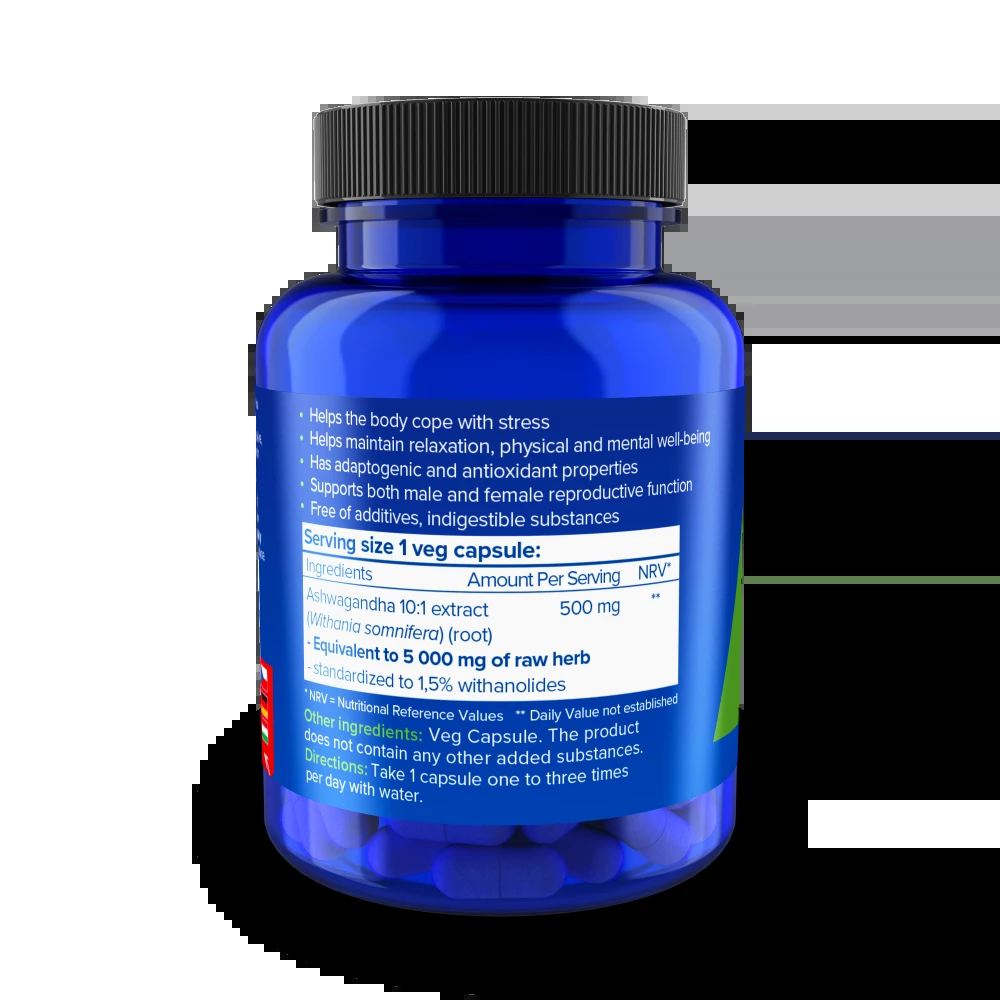 • Helps the body cope with stress
• Helps maintain relaxation, physical and mental well-being
• Has adaptogenic and antioxidant properties
• Supports both male and female reproductive function
• Free of additives, indigestible substances
Serving size 1 veg capsule:
Ingredients Amount Per Serving NRV*
Ashwagandha 10:1 extract 500 mg **
(Withania somnifera) (root)
- Equivalent to 5 000 mg of raw herb
- standardized to 1,5% withanolides
* NRV = Nutritional Reference Values ** Daily Value not established
Other ingredients: Veg Capsule. The product
does not contain any other added substances.
Directions: Take 1 capsule one to three times
per day with water.